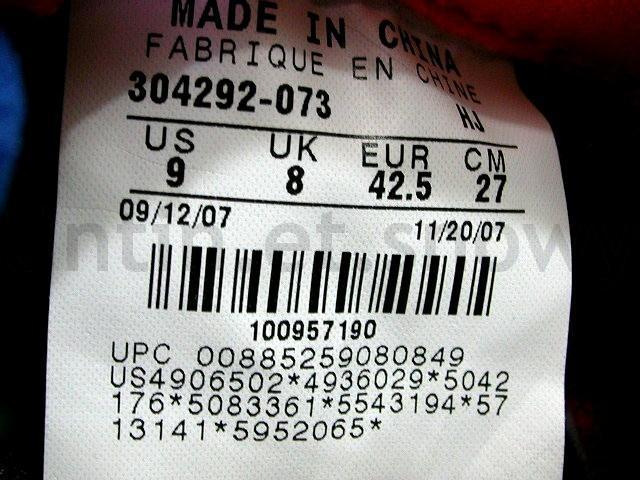 MADE IN CHINA
FABRIQUE EN CHINE
304292-073 HJ
US UK EUR CM
9 8 42.5 27
09/12/07 11/20/07
100957190
UPC 00885259080849
US4906502*4936029*5042
176*5083361*5543194*57
13141*5952065*